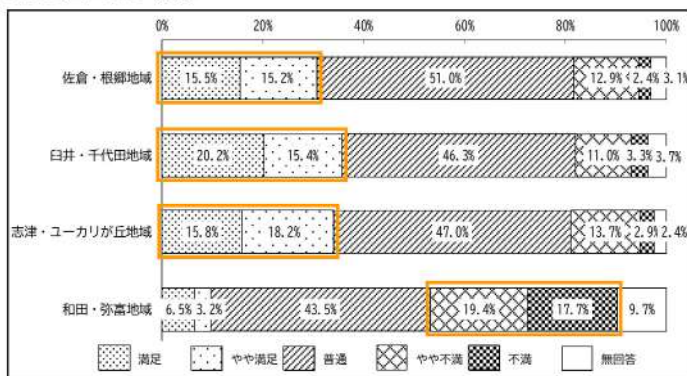 0% 20% 40% 60% 80% 100%
佐倉・根郷地域 15.5% 15.2% 51.0% 12.9% 2.4% 3.1%
臼井・千代田地域 20.2% 15.4% 46.3% 11.0% 3.3% 3.7%
志津・ユーカリが丘地域 15.8% 18.2% 47.0% 13.7% 2.9% 2.4%
和田・弥富地域 6.5% 3.2% 43.5% 19.4% 17.7% 9.7%
満足 やや満足 普通 やや不満 不満 無回答